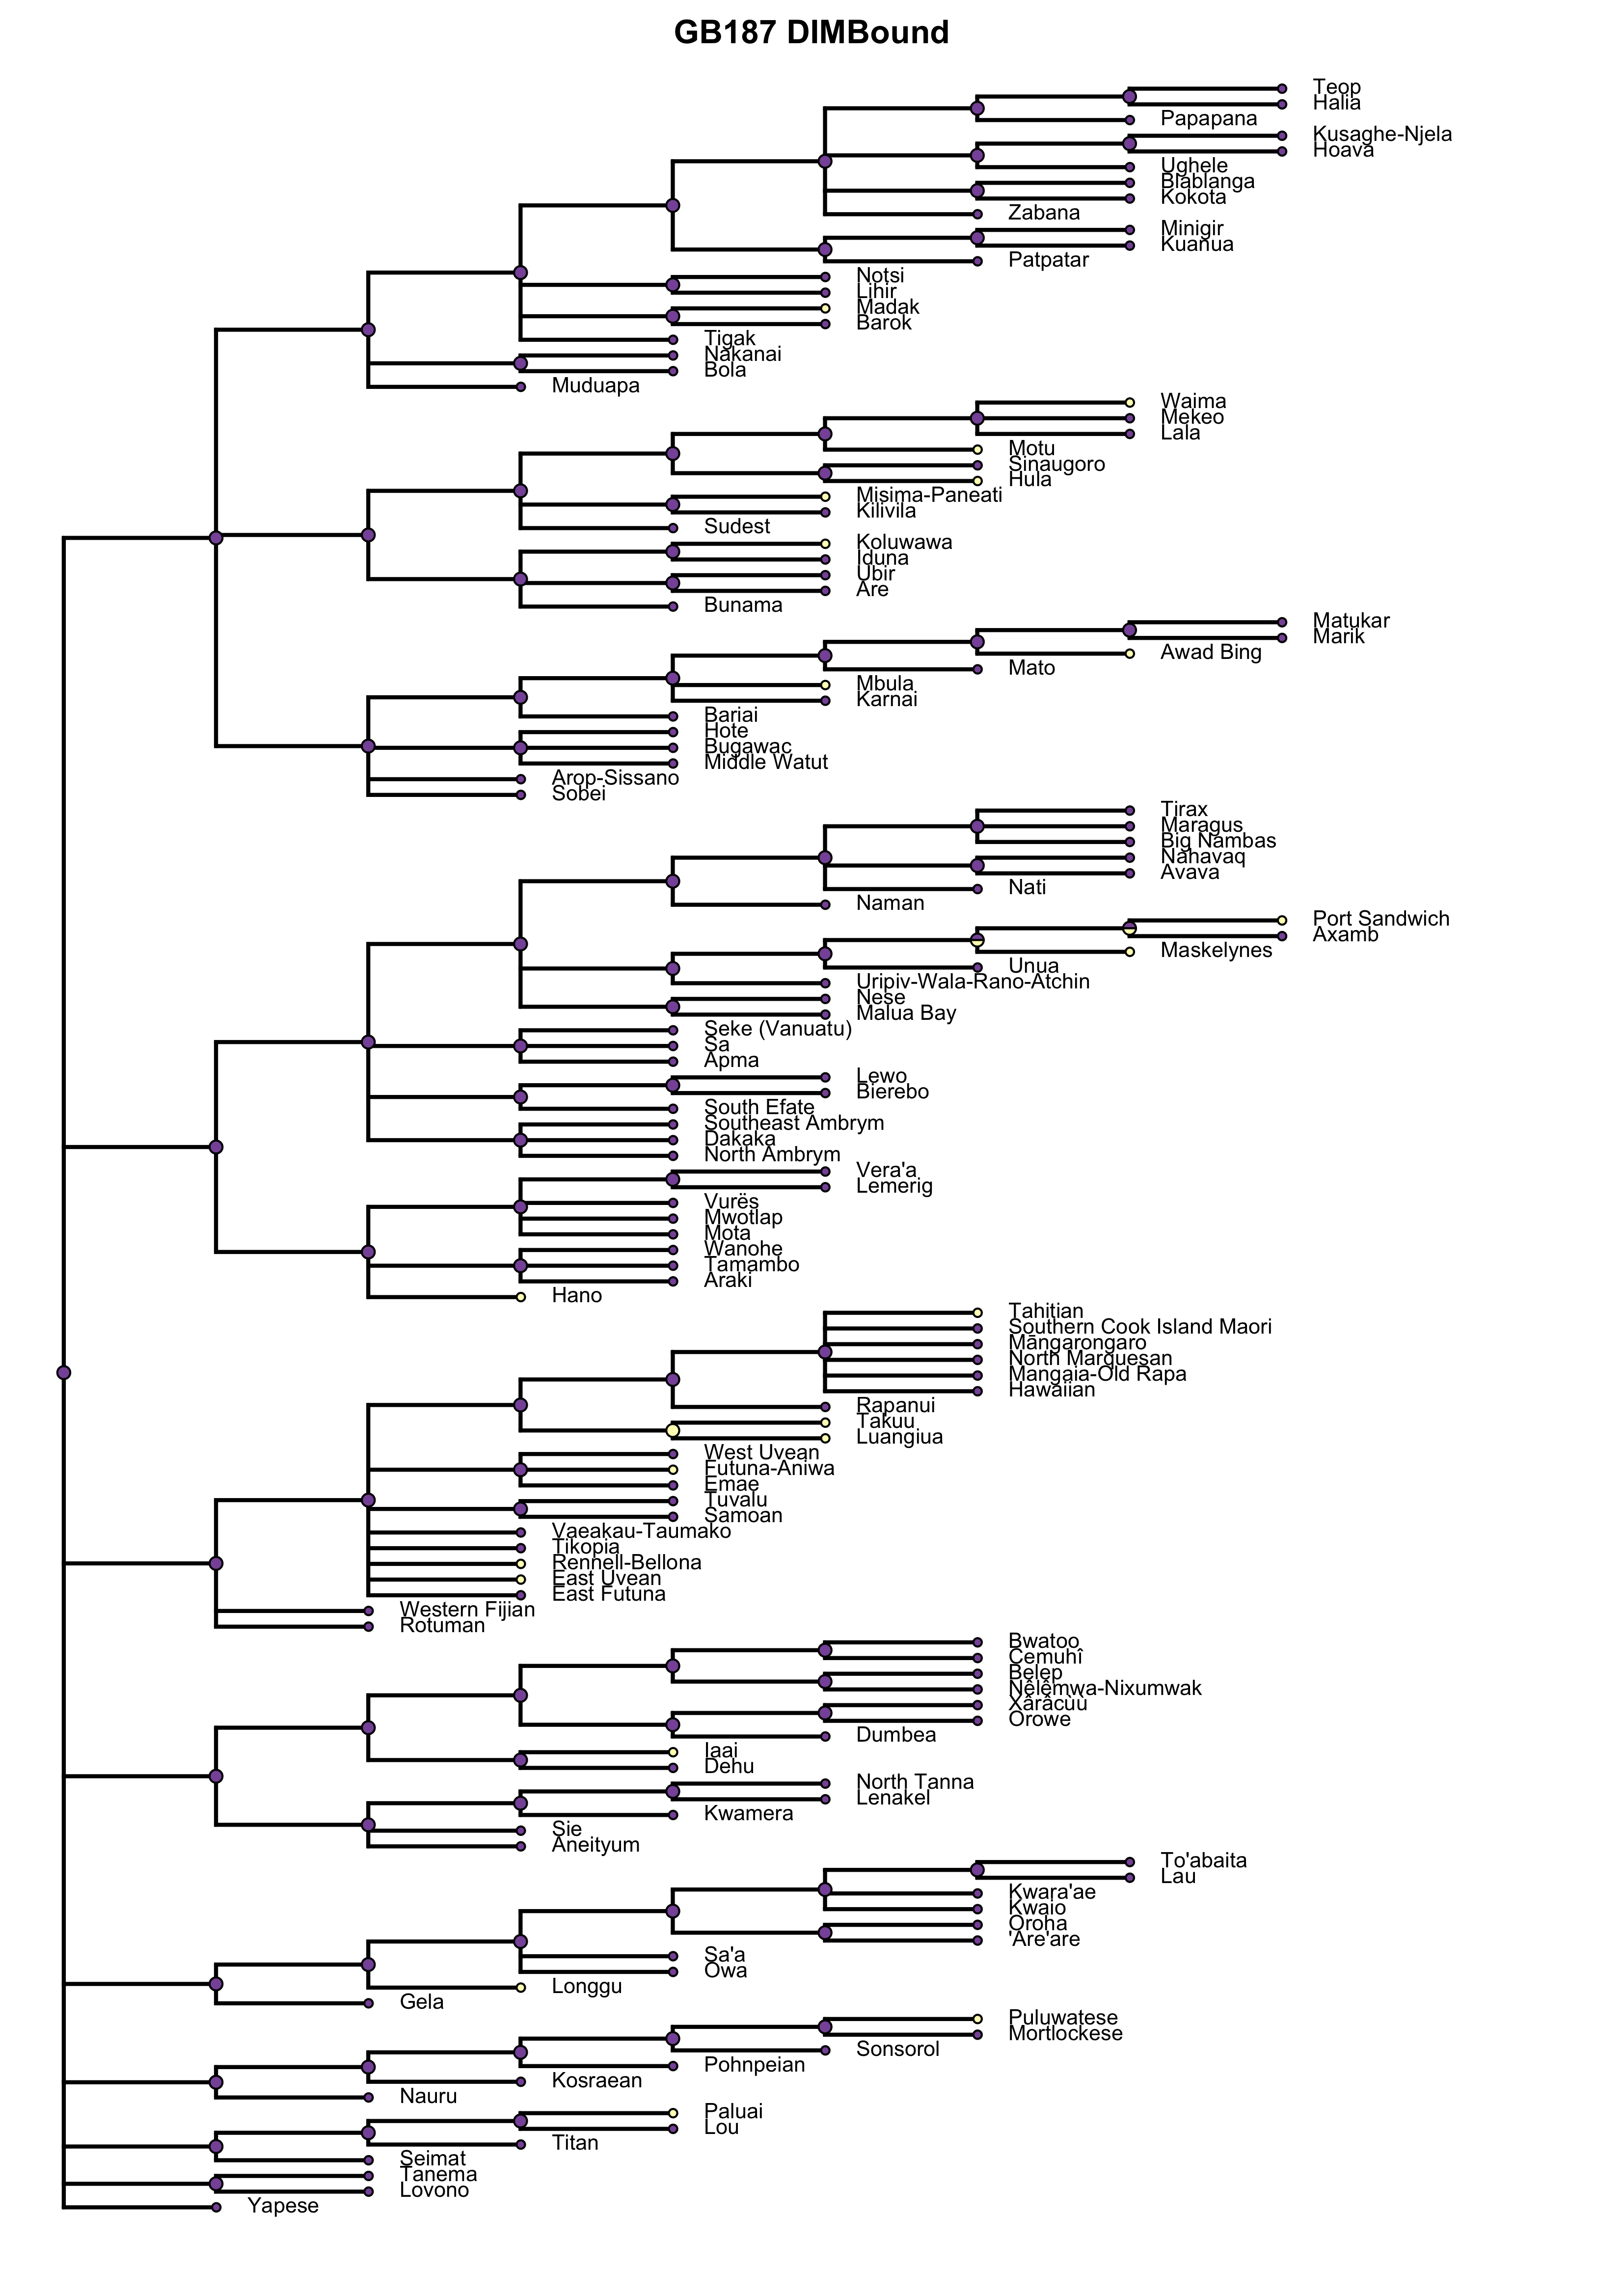 GB187 DIMBound
Teop
Halia
Papapana
Kusaghe-Njela
Hoava
Ughele
Blablanga
Kokota
Zabana
Minigir
Kuanua
Patpatar
Notsi
Lihir
Madak
Barok
Tigak
Nakanai
Bola
Muduapa
Waima
Mekeo
Lala
Motu
Sinaugoro
Hula
Misima-Paneati
Kilivila
Sudest
Koluwawa
Iduna
Ubir
Are
Bunama
Matukar
Marik
Awad Bing
Mato
Mbula
Karnai
Bariai
Hote
Bugawac
Middle Watut
Arop-Sissano
Sobei
Tirax
Maragus
Big Nambas
Nahavaq
Avava
Nati
Naman
Port Sandwich
Axamb
Maskelynes
Unua
Uripiv-Wala-Rano-Atchin
Nese
Malua Bay
Seke (Vanuatu)
Sa
Apma
Lewo
Bierebo
South Efate
Southeast Ambrym
Dakaka
North Ambrym
Vera'a
Lemerig
Vurës
Mwotlap
Mota
Wanohe
Tamambo
Araki
Hano
Tahitian
Southern Cook Island Maori
Mangarongaro
North Marquesan
Mangaia-Old Rapa
Hawaiian
Rapanui
Takuu
Luangiua
West Uvean
Futuna-Aniwa
Emae
Tuvalu
Samoan
Vaeakau-Taumako
Tikopia
Rennell-Bellona
East Uvean
East Futuna
Western Fijian
Rotuman
Bwatoo
Cemuhî
Belep
Nêlêmwa-Nixumwak
Xârâcùù
Orowe
Dumbea
Iaai
Dehu
North Tanna
Lenakel
Kwamera
Sie
Aneityum
To'abaita
Lau
Kwara'ae
Kwaio
Oroha
'Are'are
Sa'a
Owa
Longgu
Gela
Puluwatese
Mortlockese
Sonsorol
Pohnpeian
Kosraean
Nauru
Paluai
Lou
Titan
Seimat
Tanema
Lovono
Yapese